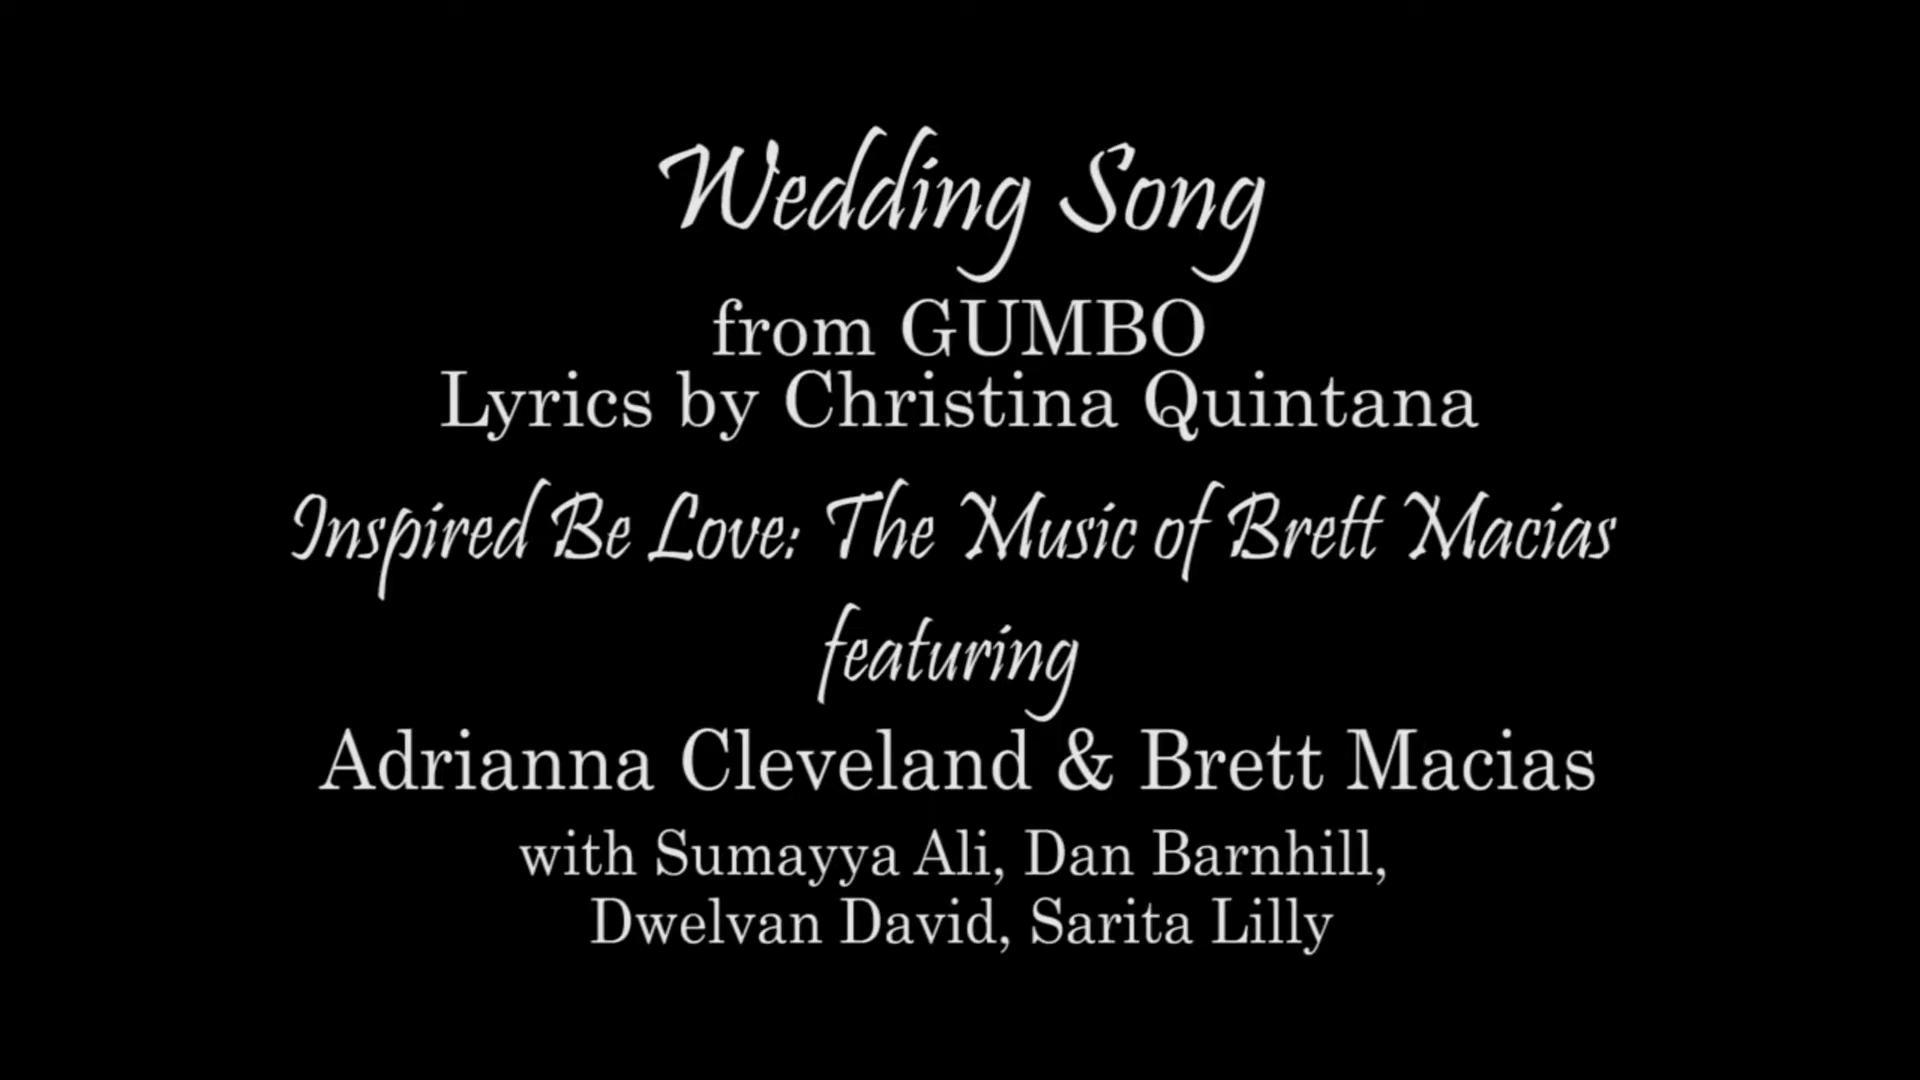 Wedding Song
from GUMBO
Lyrics by Christina Quintana
Inspired Be Love: The Music of Brett Macias
featuring
Adrianna Cleveland & Brett Macias
with Sumayya Ali, Dan Barnhill,
Dwelvan David, Sarita Lilly